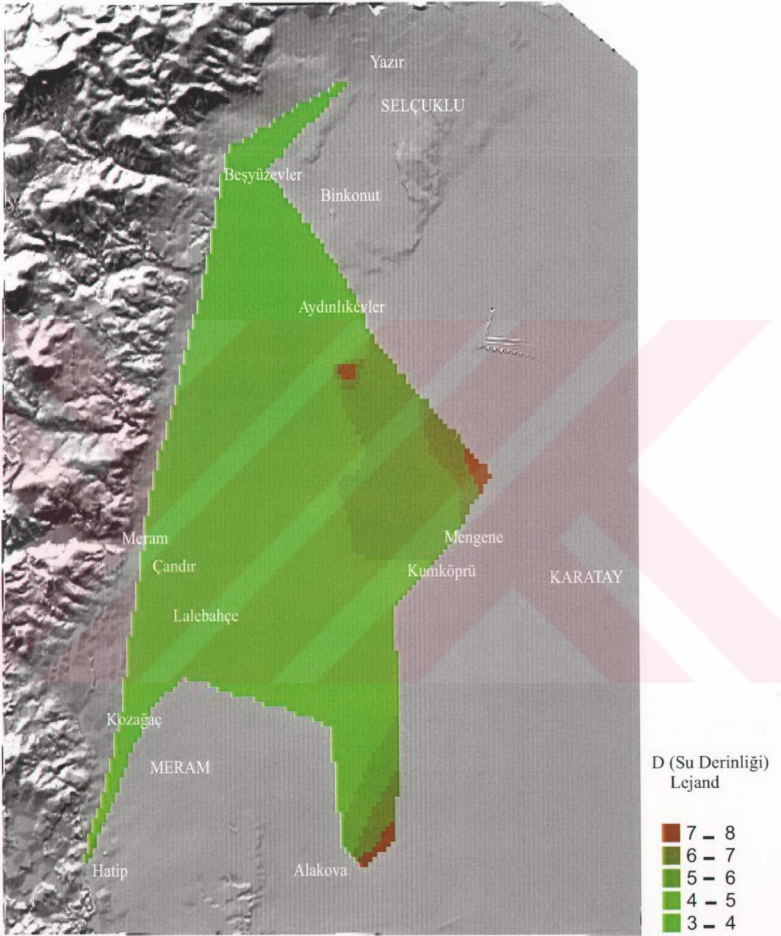 Yazır
SELÇUKLU
Beşyüzevler
Binkonut
Aydınlıkevler
Meram
Mengene
Çandır
Kumköprü
KARATAY
Lalebahçe
Kozağaç
MERAM
D (Su Derinliği)
Lejand
7 – 8
6 – 7
5 – 6
4 – 5
3 – 4
Hatip
Alakova